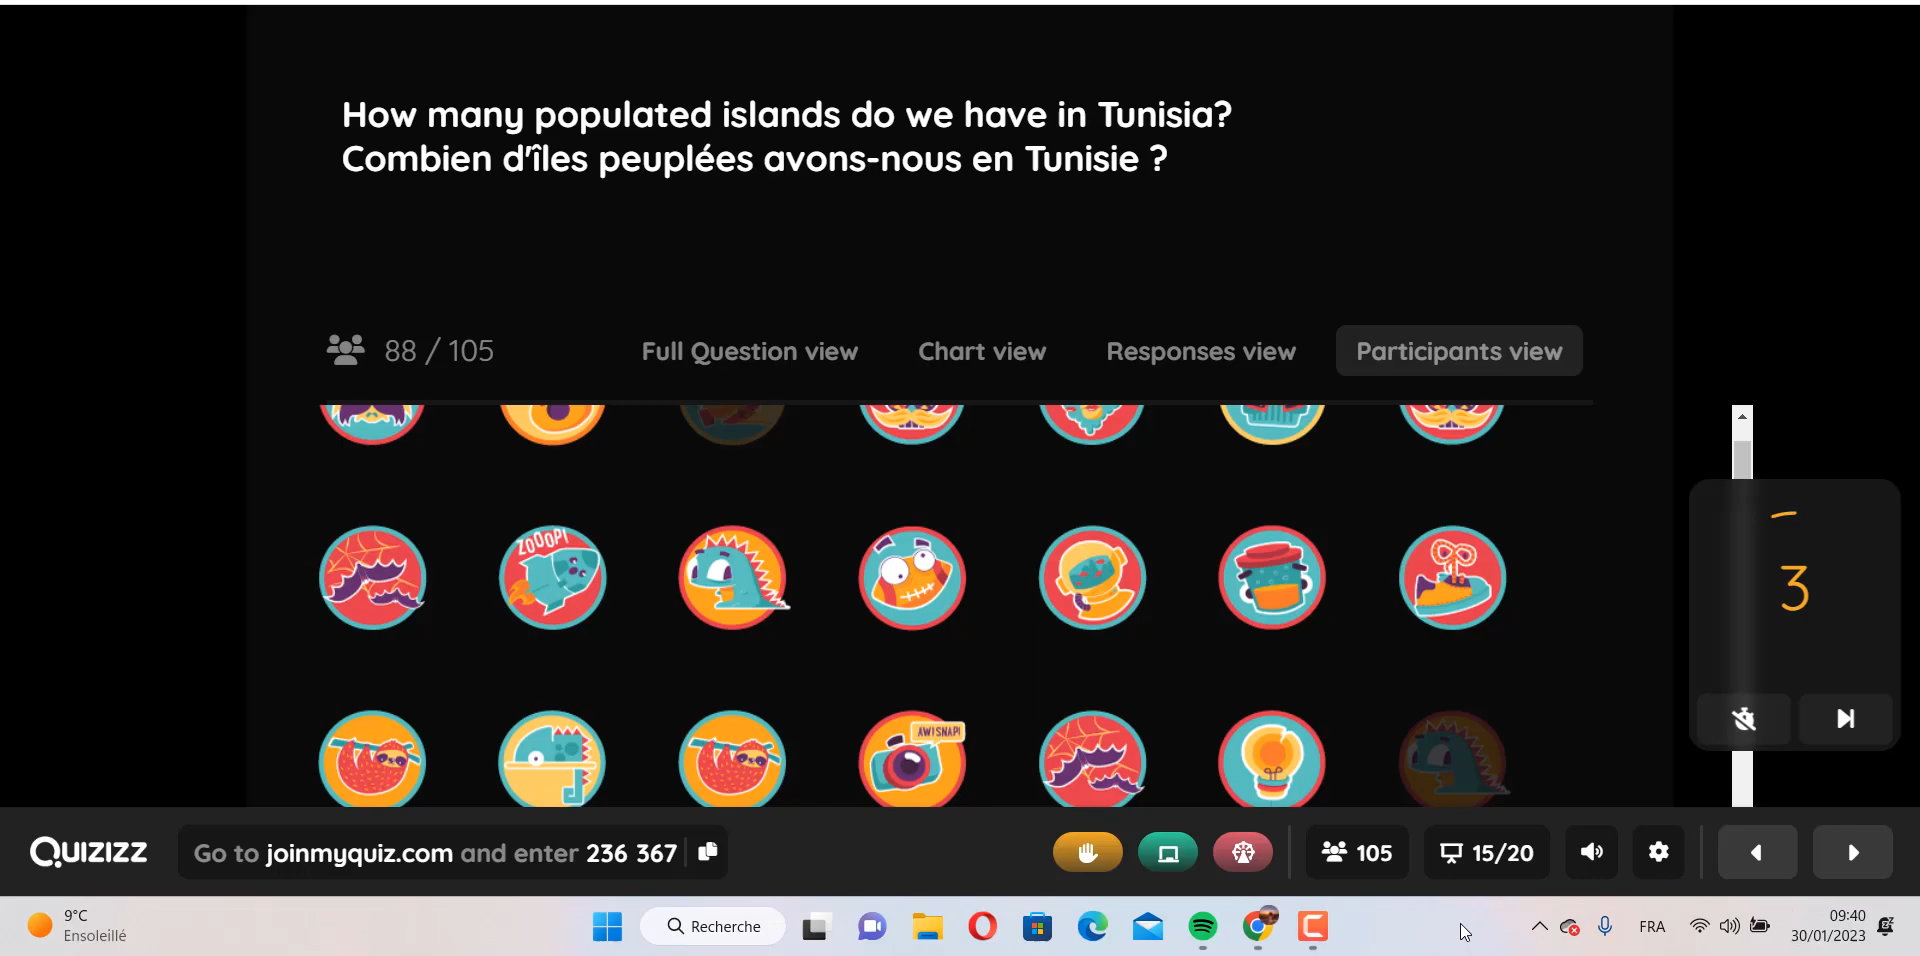 How many populated islands do we have in Tunisia?
Combien d'îles peuplées avons-nous en Tunisie ?
88 / 105
Full Question view
Chart view
Responses view
Participants view
ZOOOP!
3
AW! SNAP!
QUIZIZZ
Go to joinmyquiz.com and enter 236 367
105
15/20
9°C
Ensoleillé
Recherche
FRA
09:40
30/01/2023